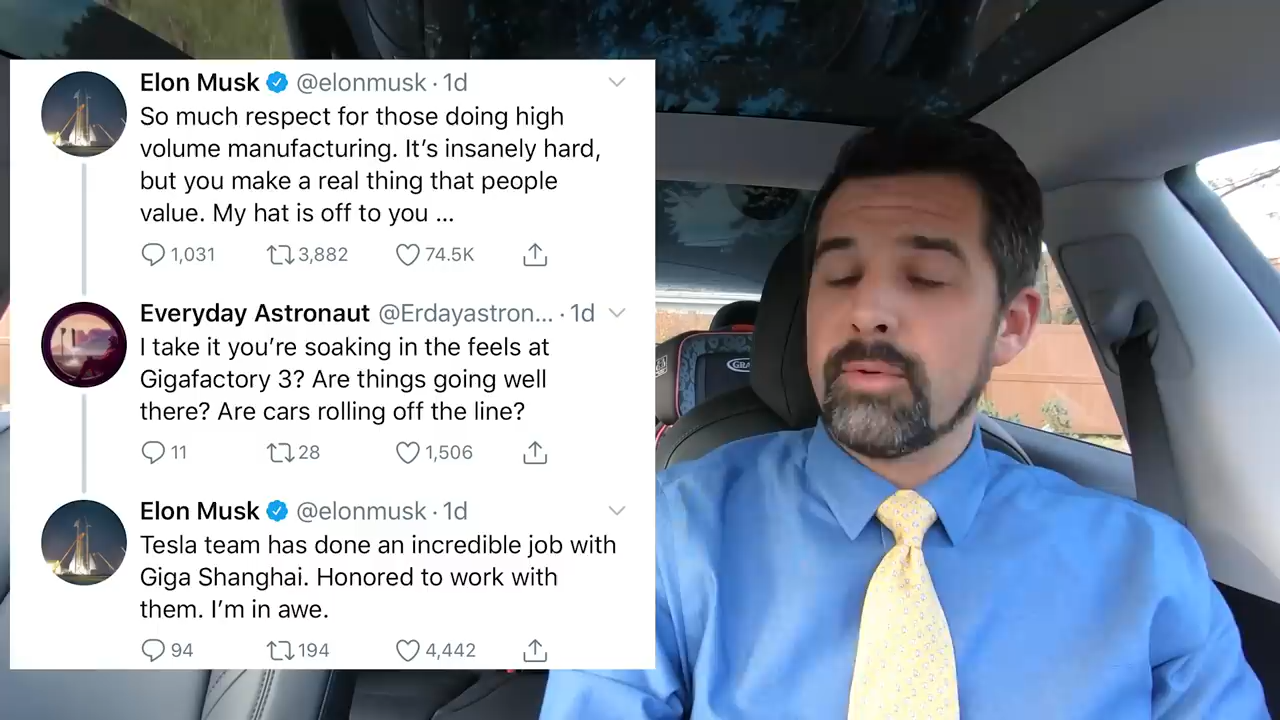 Elon Musk @elonmusk · 1d
So much respect for those doing high
volume manufacturing. It’s insanely hard,
but you make a real thing that people
value. My hat is off to you ...
1,031 3,882 74.5K
Everyday Astronaut @Erdayastron... · 1d
I take it you’re soaking in the feels at
Gigafactory 3? Are things going well
there? Are cars rolling off the line?
11 28 1,506
Elon Musk @elonmusk · 1d
Tesla team has done an incredible job with
Giga Shanghai. Honored to work with
them. I’m in awe.
94 194 4,442
GRA